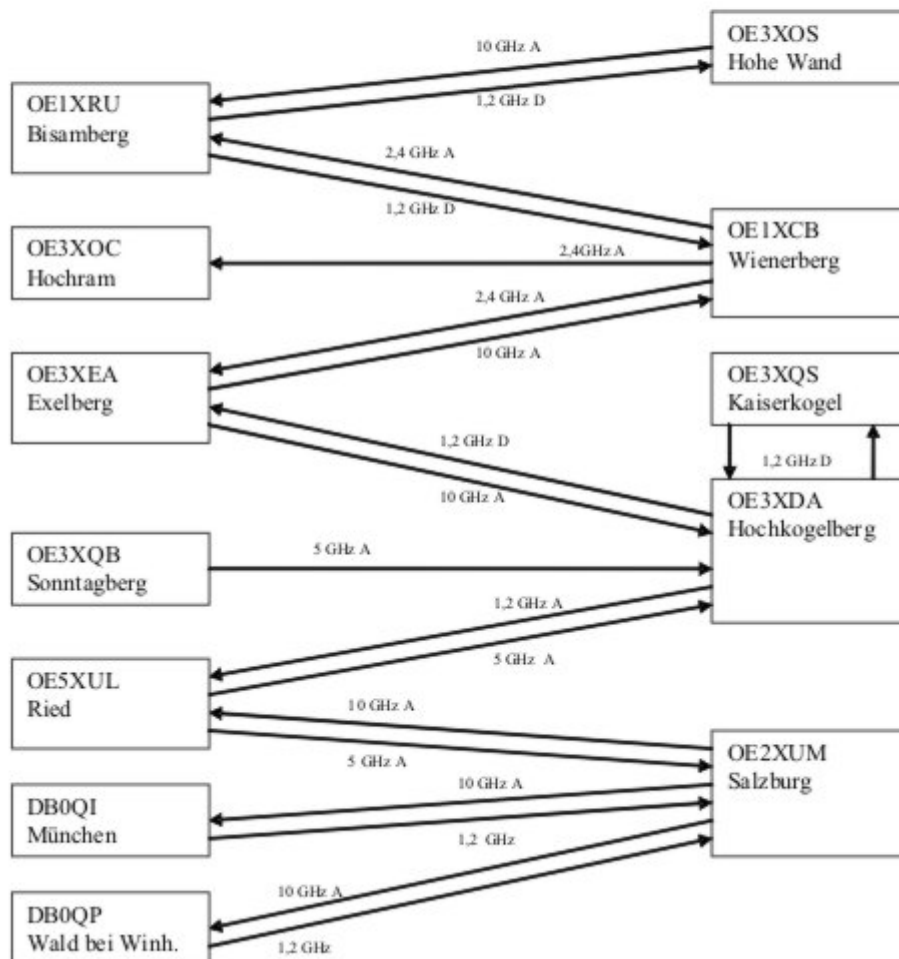 10 GHz A
OE3XOS
Hohe Wand
OE1XRU
Bisamberg
1,2 GHz D
2,4 GHz A
1,2 GHz D
OE1XCB
Wienerberg
OE3XOC
Hochram
2,4GHz A
2,4 GHz A
10 GHz A
OE3XEA
Exelberg
OE3XQS
Kaiserkogel
1,2 GHz D
1,2 GHz D
10 GHz A
OE3XDA
Hochkogelberg
OE3XQB
Sonntagberg
5 GHz A
1,2 GHz A
5 GHz A
OE5XUL
Ried
10 GHz A
5 GHz A
OE2XUM
Salzburg
DB0QI
München
10 GHz A
1,2 GHz
DB0QP
Wald bei Winh.
10 GHz A
1,2 GHz